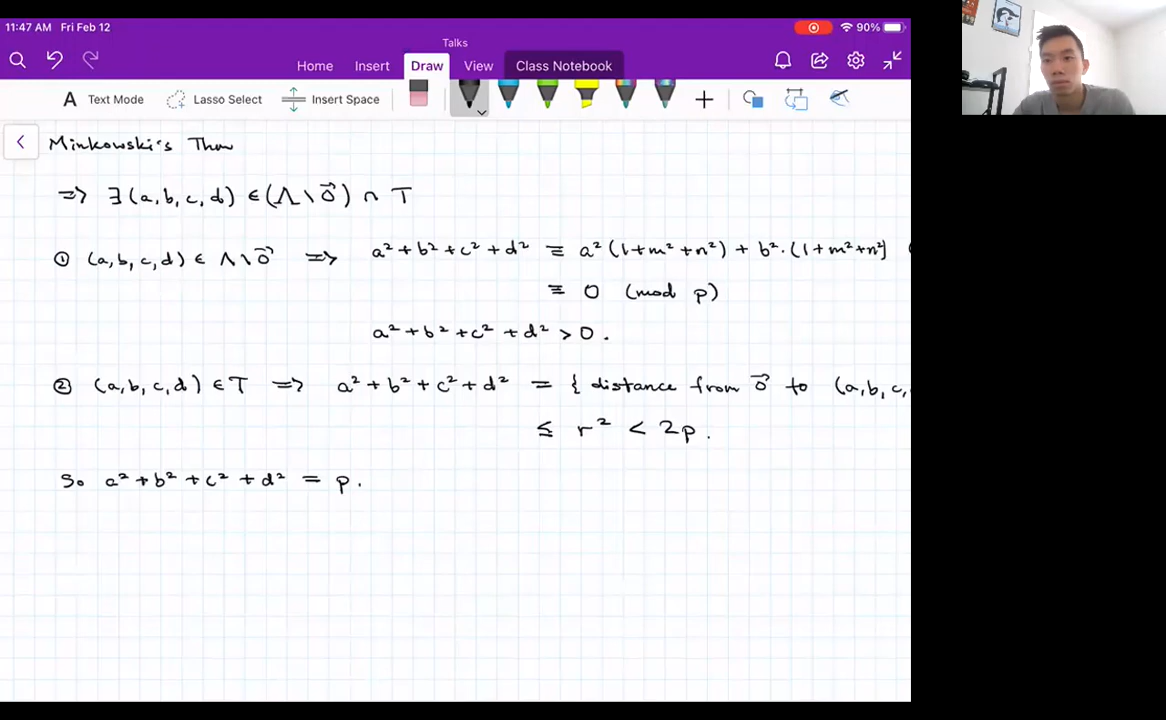 11:47 AM Fri Feb 12
90%
Talks
Home Insert Draw View Class Notebook
Text Mode Lasso Select Insert Space
Minkowski's Thm
⇒ ∃ (a, b, c, d) ∈ (Λ \ 0⃗) ∩ T
① (a, b, c, d) ∈ Λ \ 0⃗ ⇒ a² + b² + c² + d² ≡ a² (1+m²+n²) + b² · (1+m²+n²) (
≡ 0 (mod p)
a² + b² + c² + d² > 0 .
② (a, b, c, d) ∈ T ⇒ a² + b² + c² + d² = { distance from 0⃗ to (a, b, c,
≤ r² < 2p .
So a² + b² + c² + d² = p .